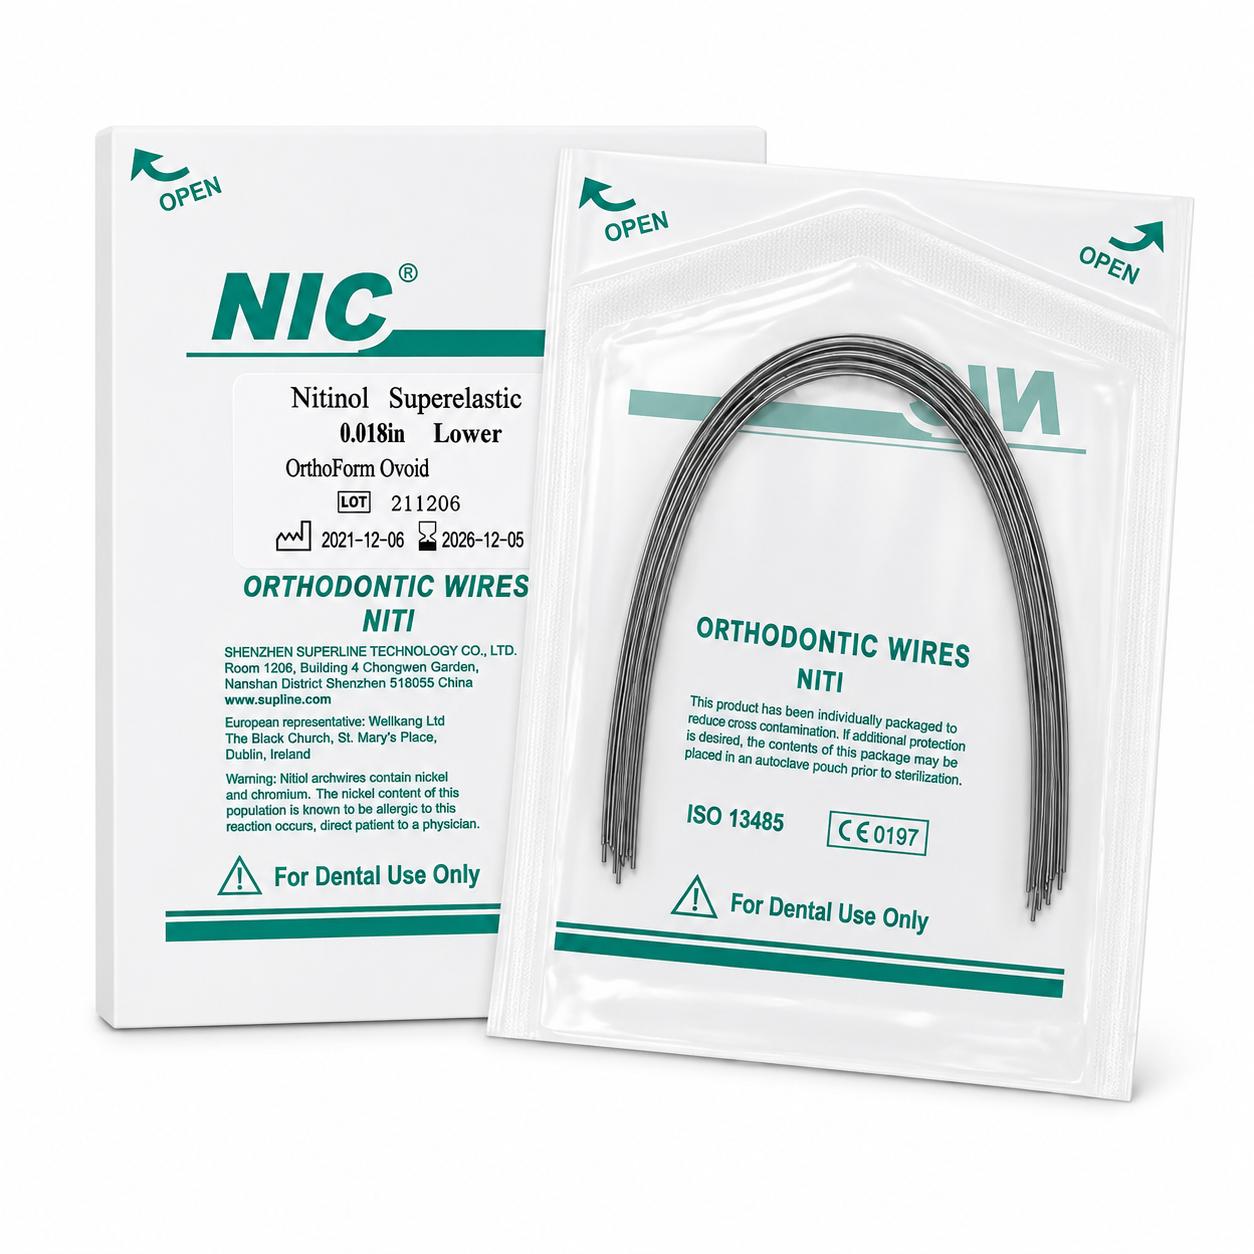 OPEN
NIC®
Nitinol Superelastic
0.018in Lower
OrthoForm Ovoid
LOT 211206
2021-12-06 2026-12-05
ORTHODONTIC WIRES
NITI
SHENZHEN SUPERLINE TECHNOLOGY CO., LTD.
Room 1206, Building 4 Chongwen Garden,
Nanshan District Shenzhen 518055 China
www.supline.com
European representative: Wellkang Ltd
The Black Church, St. Mary's Place,
Dublin, Ireland
Warning: Nitiol archwires contain nickel
and chromium. The nickel content of this
population is known to be allergic to this
reaction occurs, direct patient to a physician.
For Dental Use Only
OPEN
OPEN
NIC
ORTHODONTIC WIRES
NITI
This product has been individually packaged to
reduce cross contamination. If additional protection
is desired, the contents of this package may be
placed in an autoclave pouch prior to sterilization.
ISO 13485
CE 0197
For Dental Use Only